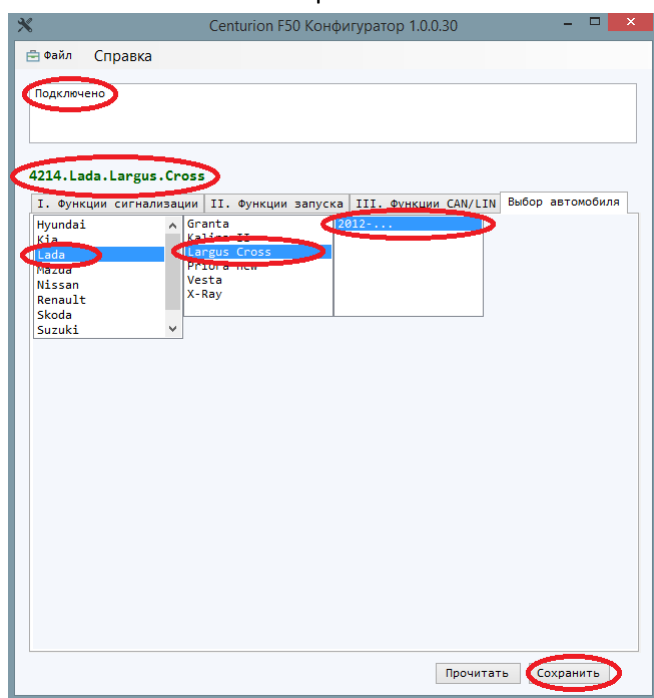 Centurion F50 Конфигуратор 1.0.0.30
Файл Справка
Подключено
4214.Lada.Largus.Cross
I. Функции сигнализации II. Функции запуска III. Функции CAN/LIN Выбор автомобиля
Hyundai
Kia
Lada
Mazda
Nissan
Renault
Skoda
Suzuki
Granta
Kalina II
Largus Cross
Priora new
Vesta
X-Ray
2012-...
Прочитать Сохранить